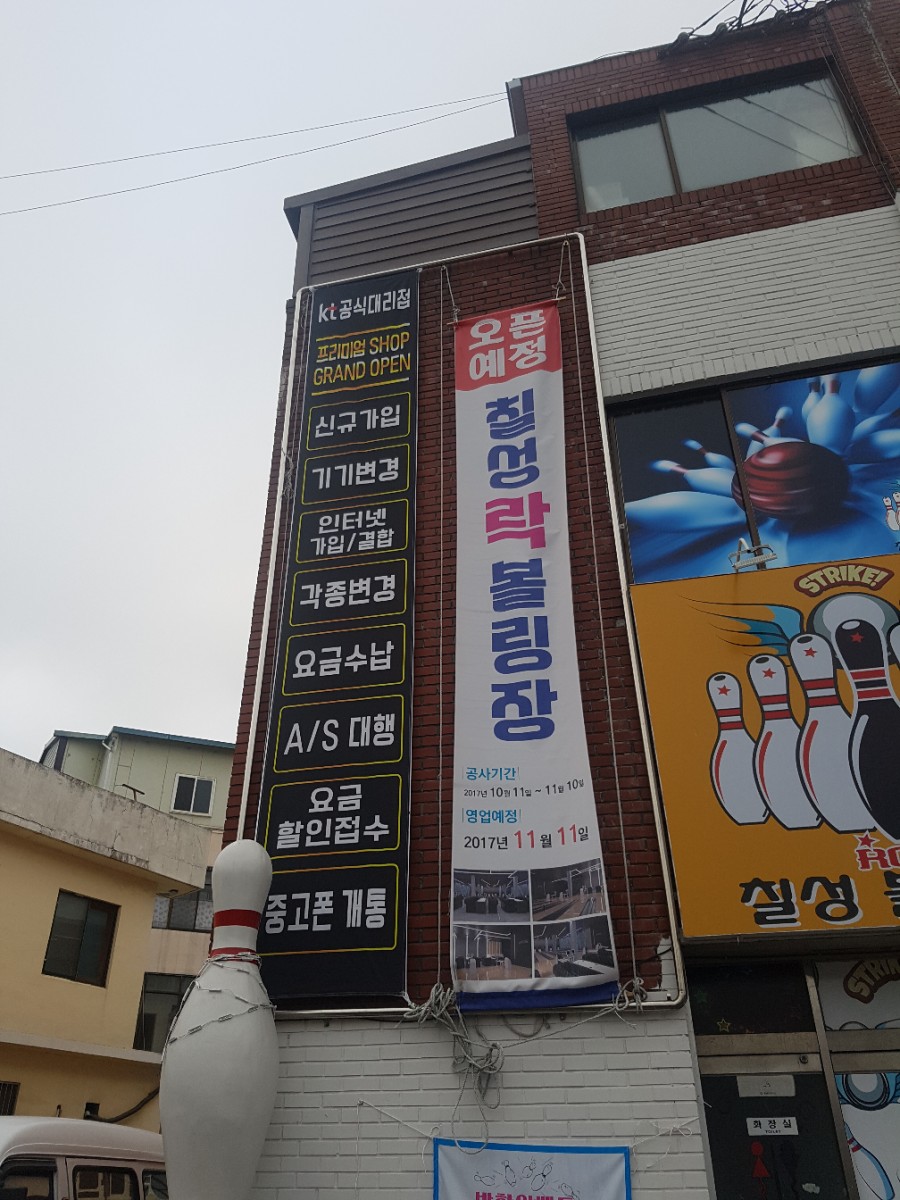 kt 공식대리점
프리미엄 SHOP
GRAND OPEN
신규가입
기기변경
인터넷
가입/결합
각종변경
요금수납
A/S 대행
요금
할인접수
중고폰 개통
오픈
예정
칠성락볼링장
공사기간
2017년 10월 11일 ~ 11월 10일
영업예정
2017년 11월 11일
STRIKE!
칠성
화장실
TOILET